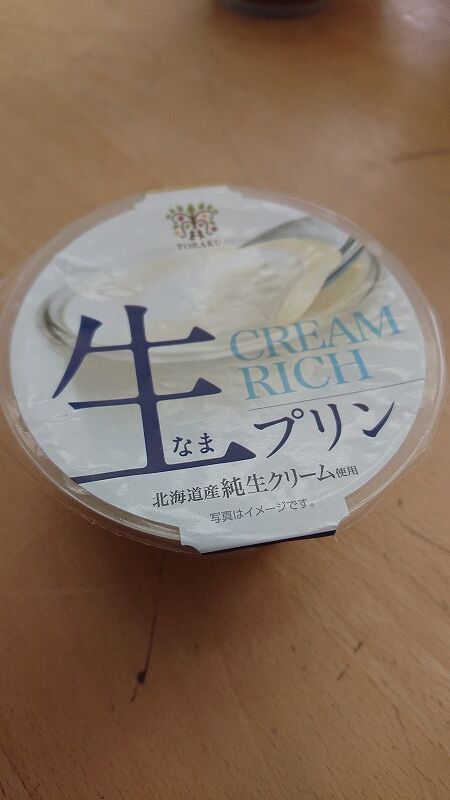 TORAKU
CREAM
RICH
生プリン
なま
北海道産純生クリーム使用
写真はイメージです。